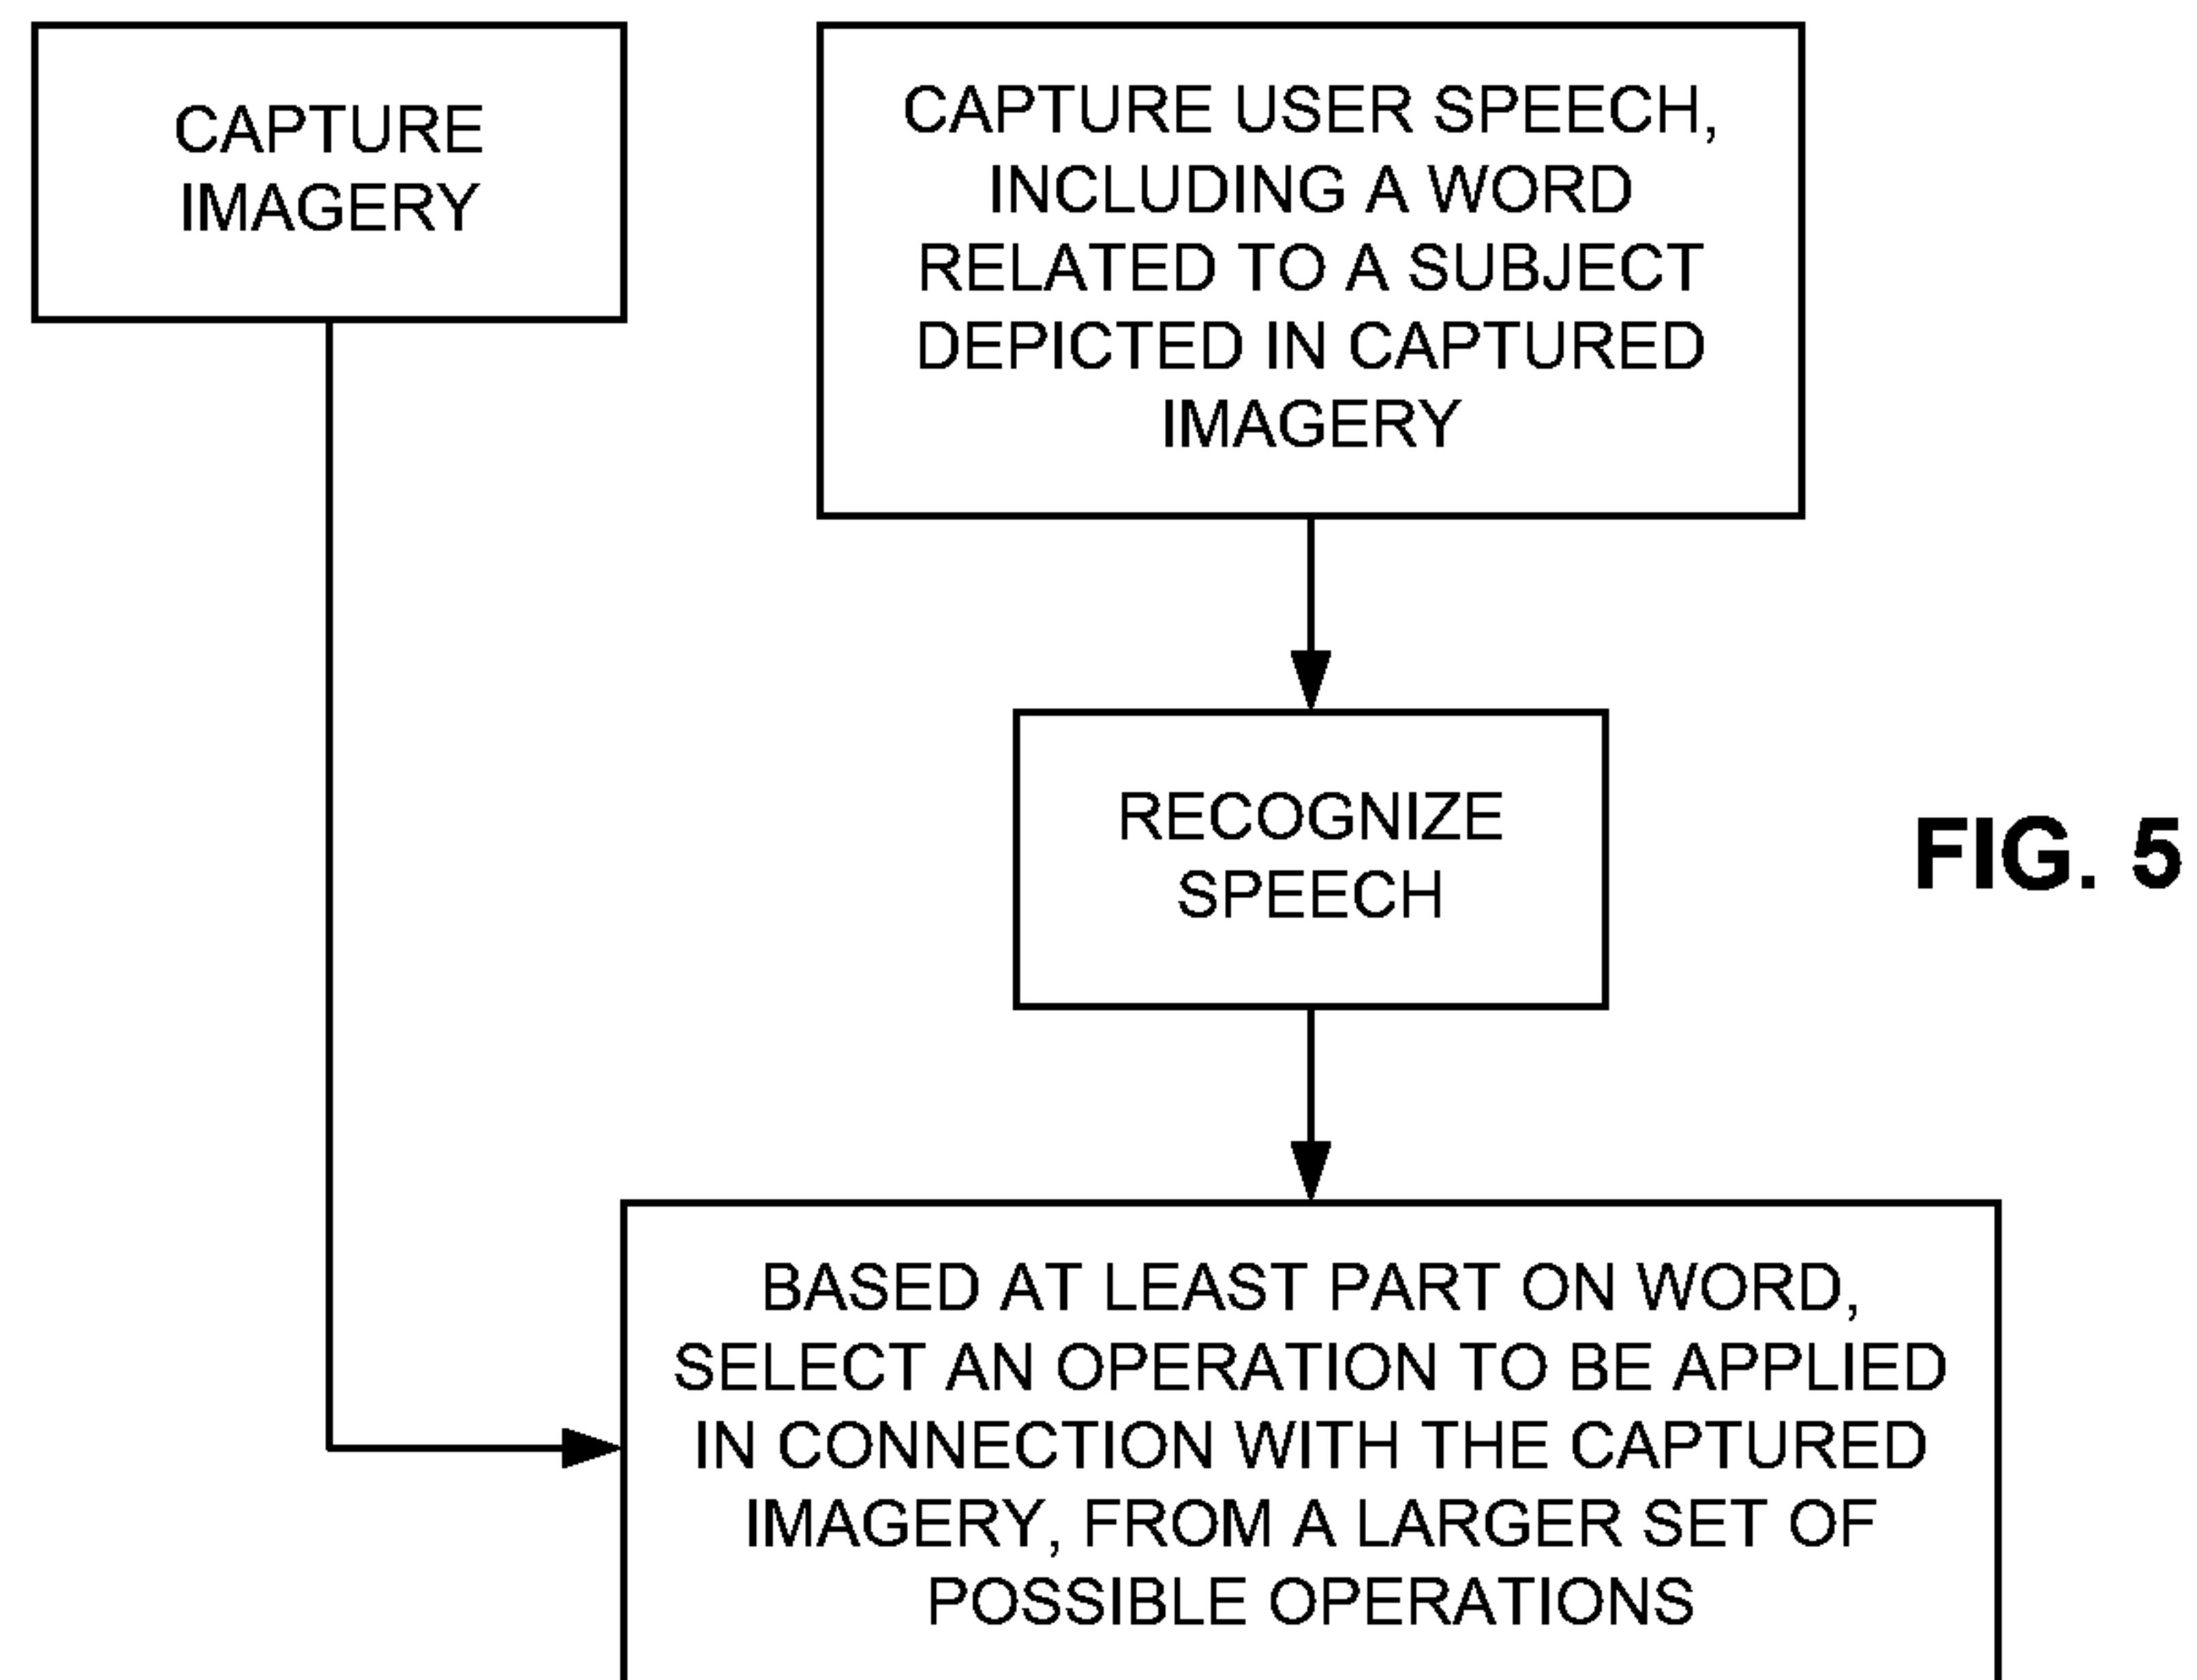 CAPTURE
IMAGERY
CAPTURE USER SPEECH,
INCLUDING A WORD
RELATED TO A SUBJECT
DEPICTED IN CAPTURED
IMAGERY
RECOGNIZE
SPEECH
FIG. 5
BASED AT LEAST PART ON WORD,
SELECT AN OPERATION TO BE APPLIED
IN CONNECTION WITH THE CAPTURED
IMAGERY, FROM A LARGER SET OF
POSSIBLE OPERATIONS